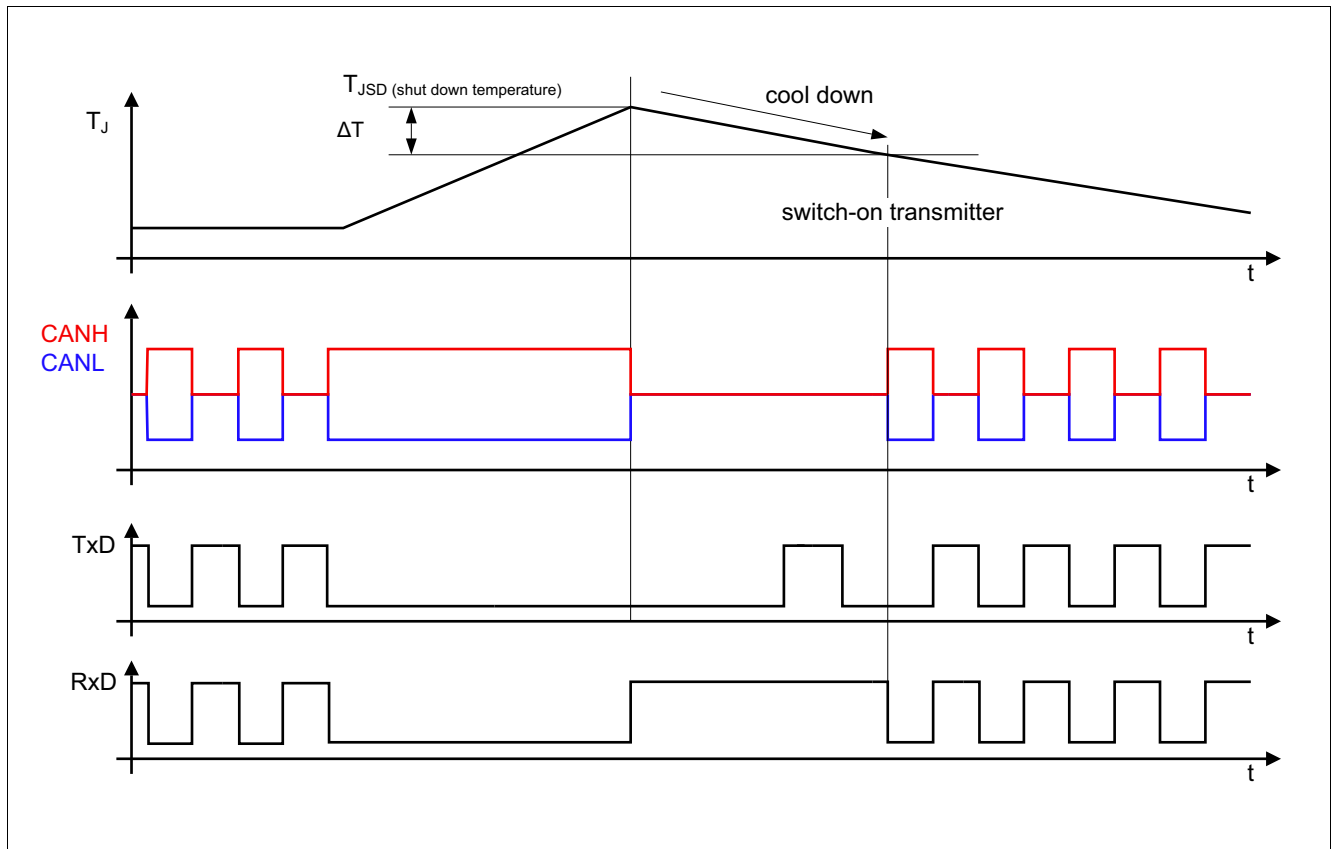 T_JSD (shut down temperature)
cool down
T_J
ΔT
switch-on transmitter
t
CANH
CANL
t
TxD
t
RxD
t